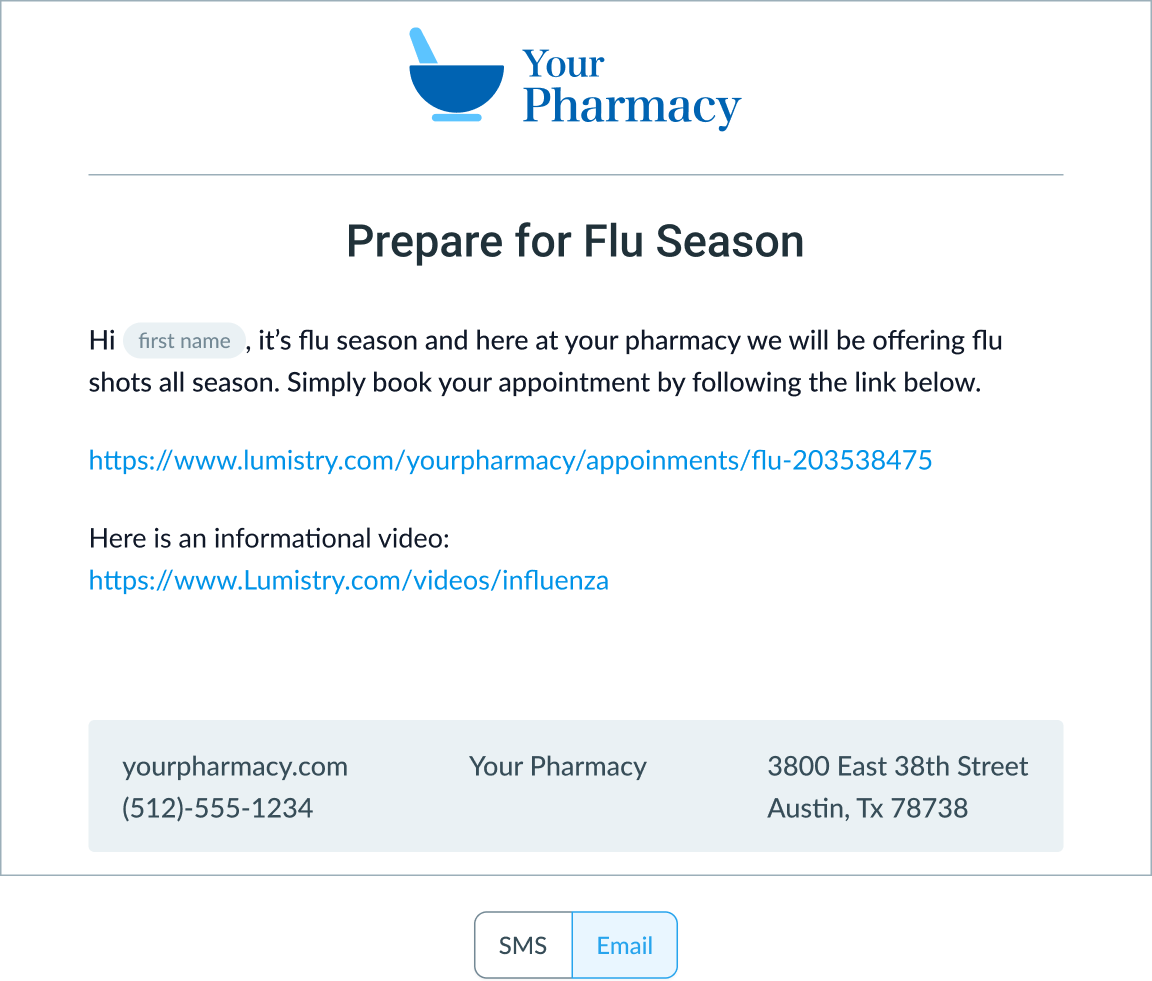 Your
Pharmacy
Prepare for Flu Season
Hi first name , it’s flu season and here at your pharmacy we will be offering flu
shots all season. Simply book your appointment by following the link below.
https://www.lumistry.com/yourpharmacy/appoinments/flu-203538475
Here is an informational video:
https://www.Lumistry.com/videos/influenza
yourpharmacy.com
(512)-555-1234
Your Pharmacy
3800 East 38th Street
Austin, Tx 78738
SMS
Email